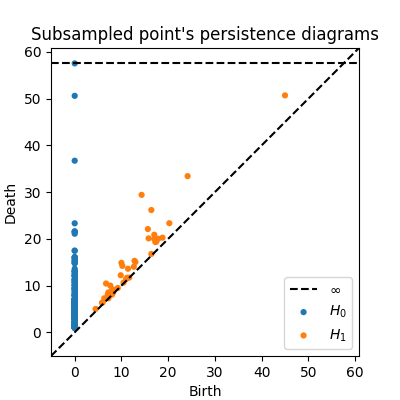 Subsampled point's persistence diagrams
60
50
40
30
20
10
0
Death
∞
H₀
H₁
0 10 20 30 40 50 60
Birth